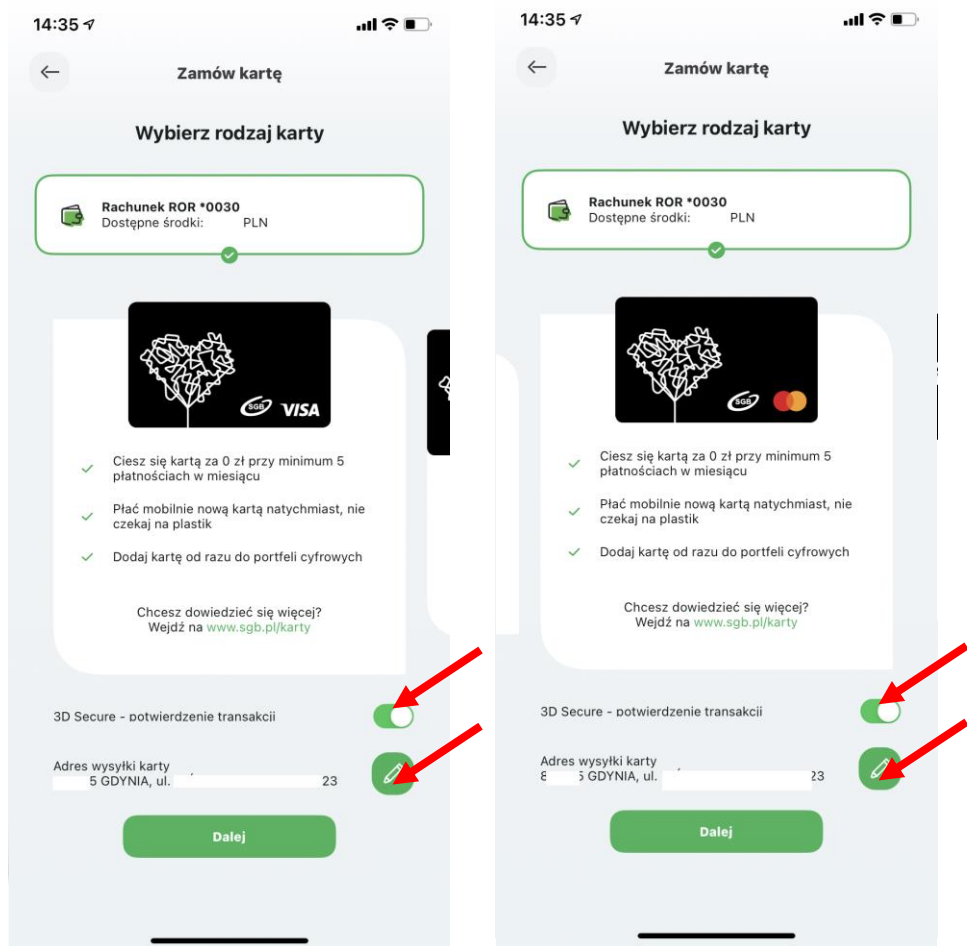 14:35
Zamów kartę
Wybierz rodzaj karty
Rachunek ROR *0030
Dostępne środki: PLN
SGB VISA
Ciesz się kartą za 0 zł przy minimum 5
płatnościach w miesiącu
Płać mobilnie nową kartą natychmiast, nie
czekaj na plastik
Dodaj kartę od razu do portfeli cyfrowych
Chcesz dowiedzieć się więcej?
Wejdź na www.sgb.pl/karty
3D Secure - potwierdzenie transakcji
Adres wysyłki karty
5 GDYNIA, ul. 23
Dalej
14:35
Zamów kartę
Wybierz rodzaj karty
Rachunek ROR *0030
Dostępne środki: PLN
SGB
Ciesz się kartą za 0 zł przy minimum 5
płatnościach w miesiącu
Płać mobilnie nową kartą natychmiast, nie
czekaj na plastik
Dodaj kartę od razu do portfeli cyfrowych
Chcesz dowiedzieć się więcej?
Wejdź na www.sgb.pl/karty
3D Secure - potwierdzenie transakcji
Adres wysyłki karty
8 5 GDYNIA, ul. 23
Dalej